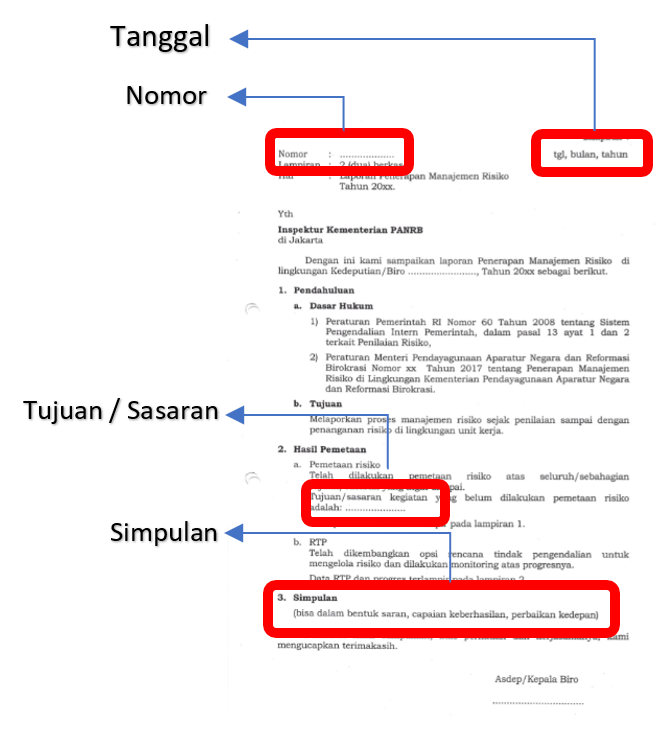 Tanggal
Nomor
Nomor : ...................
tgl, bulan, tahun
Lampiran : 2 (dua) berkas
Hal : Laporan Penerapan Manajemen Risiko
Tahun 20xx.
Yth
Inspektur Kementerian PANRB
di Jakarta
Dengan ini kami sampaikan laporan Penerapan Manajemen Risiko di
lingkungan Kedeputian/Biro ......................, Tahun 20xx sebagai berikut.
1. Pendahuluan
a. Dasar Hukum
1) Peraturan Pemerintah RI Nomor 60 Tahun 2008 tentang Sistem
Pengendalian Intern Pemerintah, dalam pasal 13 ayat 1 dan 2
terkait Penilaian Risiko,
2) Peraturan Menteri Pendayagunaan Aparatur Negara dan Reformasi
Birokrasi Nomor xx Tahun 2017 tentang Penerapan Manajemen
Risiko di Lingkungan Kementerian Pendayagunaan Aparatur Negara
dan Reformasi Birokrasi.
b. Tujuan
Tujuan / Sasaran
Melaporkan proses manajemen risiko sejak penilaian sampai dengan
penanganan risiko di lingkungan unit kerja.
2. Hasil Pemetaan
a. Pemetaan risiko
Telah dilakukan pemetaan risiko atas seluruh/sebahagian
Tujuan/sasaran kegiatan yang belum dilakukan pemetaan risiko
adalah: .....................
pada lampiran 1.
Simpulan
b. RTP
Telah dikembangkan opsi rencana tindak pengendalian untuk
mengelola risiko dan dilakukan monitoring atas progresnya.
Data RTP dan progres terlampir pada lampiran 2.
3. Simpulan
(bisa dalam bentuk saran, capaian keberhasilan, perbaikan kedepan)
kami
mengucapkan terimakasih.
Asdep/Kepala Biro
..............................